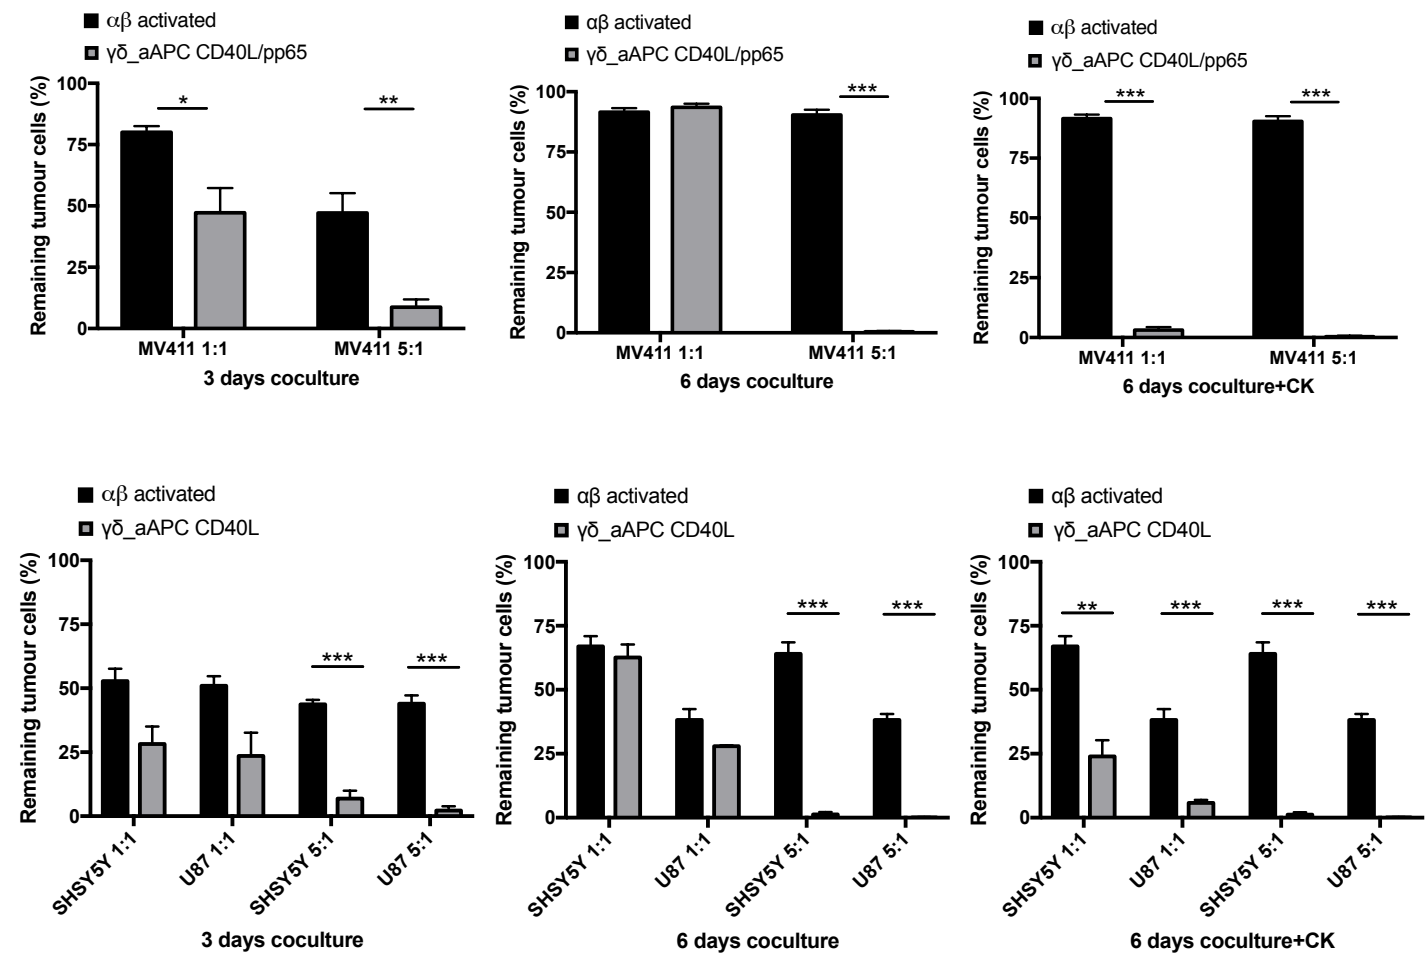 αβ activated
γδ_aAPC CD40L/pp65
Remaining tumour cells (%)
100
75
50
25
0
*
**
MV411 1:1
MV411 5:1
3 days coculture
αβ activated
γδ_aAPC CD40L/pp65
Remaining tumour cells (%)
100
75
50
25
0
***
MV411 1:1
MV411 5:1
6 days coculture
αβ activated
γδ_aAPC CD40L/pp65
Remaining tumour cells (%)
100
75
50
25
0
***
***
MV411 1:1
MV411 5:1
6 days coculture+CK
αβ activated
γδ_aAPC CD40L
Remaining tumour cells (%)
100
75
50
25
0
***
***
SHSY5Y 1:1
U87 1:1
SHSY5Y 5:1
U87 5:1
3 days coculture
αβ activated
γδ_aAPC CD40L
Remaining tumour cells (%)
100
75
50
25
0
***
***
SHSY5Y 1:1
U87 1:1
SHSY5Y 5:1
U87 5:1
6 days coculture
αβ activated
γδ_aAPC CD40L
Remaining tumour cells (%)
100
75
50
25
0
**
***
***
***
SHSY5Y 1:1
U87 1:1
SHSY5Y 5:1
U87 5:1
6 days coculture+CK